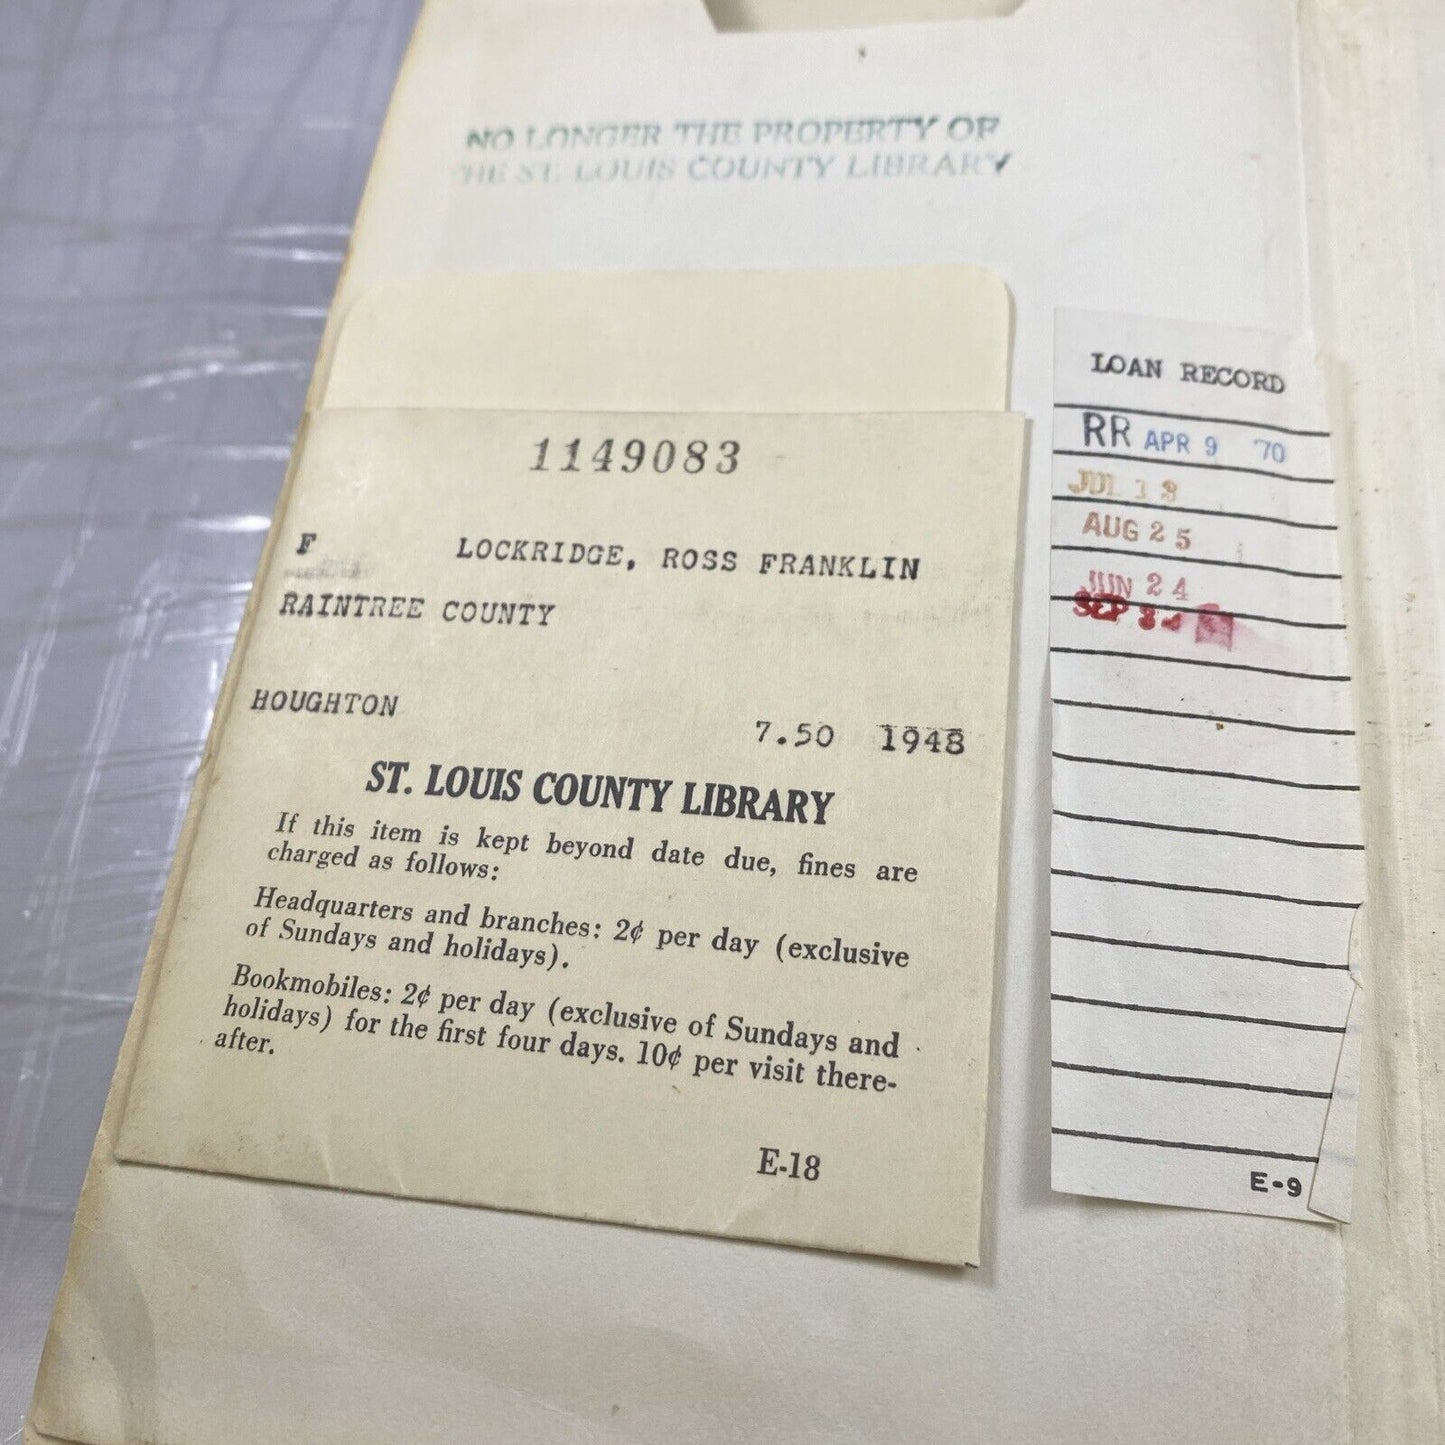 NO LONGER THE PROPERTY OF
THE ST. LOUIS COUNTY LIBRARY
1149083
F LOCKRIDGE, ROSS FRANKLIN
RAINTREE COUNTY
HOUGHTON
7.50 1948
ST. LOUIS COUNTY LIBRARY
If this item is kept beyond date due, fines are
charged as follows:
Headquarters and branches: 2¢ per day (exclusive
of Sundays and holidays).
Bookmobiles: 2¢ per day (exclusive of Sundays and
holidays) for the first four days. 10¢ per visit there-
after.
E-18
LOAN RECORD
RR APR 9 '70
JUL 13
AUG 25
JUN 24
SEP
E-9